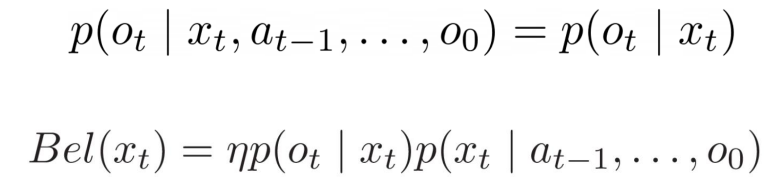 p(o_t | x_t, a_{t−1}, . . . , o_0) = p(o_t | x_t)
Bel(x_t) = ηp(o_t | x_t)p(x_t | a_{t−1}, . . . , o_0)